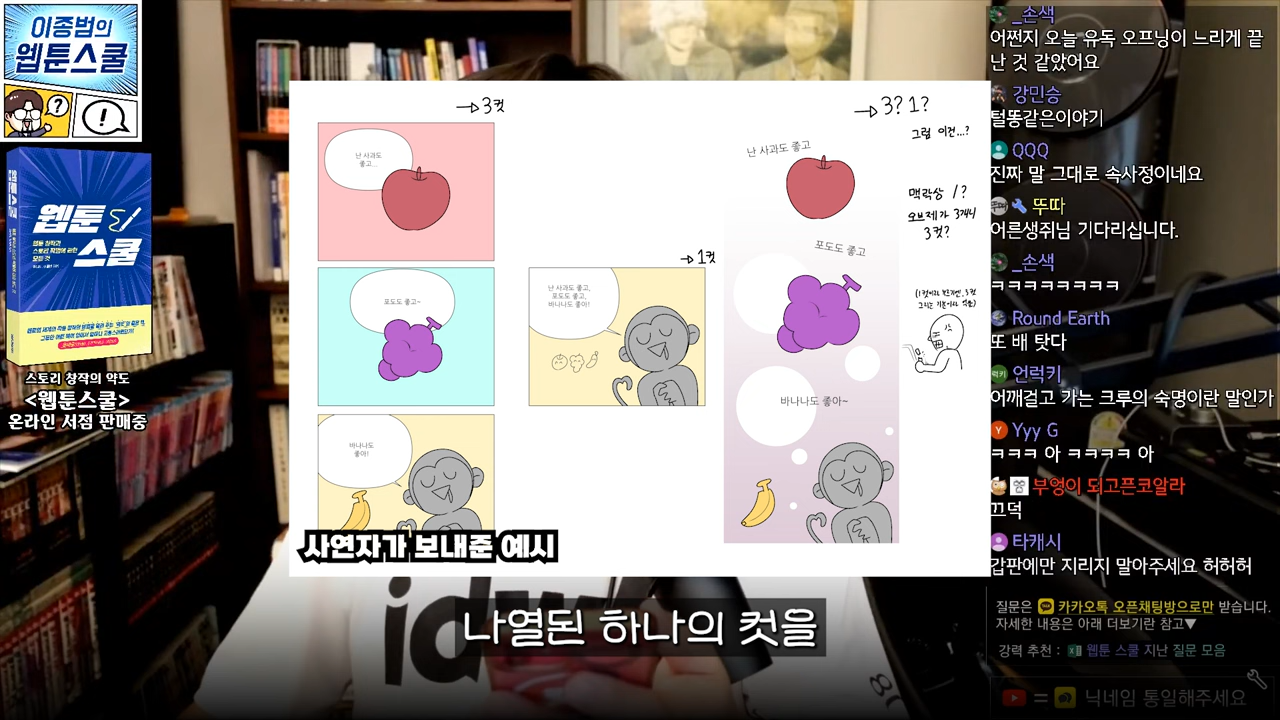 이종범의
웹툰스쿨
?
!
웹툰
스쿨
스토리 창작의 약도
<웹툰스쿨>
온라인 서점 판매중
→3컷
난 사과도
좋고...
포도도 좋고~
바나나도
좋아!
→1컷
난 사과도 좋고,
포도도 좋고,
바나나도 좋아!
→3? 1?
그럼 이건...?
난 사과도 좋고
맥락상 1?
오브제가 3개니
3컷?
포도도 좋고
바나나도 좋아~
사연자가 보내준 예시
나열된 하나의 컷을
_손색
어쩐지 오늘 유독 오프닝이 느리게 끝
난 것 같았어요
강민승
털똥같은이야기
QQQ
진짜 말 그대로 속사정이네요
뚜따
어른생쥐님 기다리십니다.
_손색
ㅋㅋㅋㅋㅋㅋㅋㅋ
Round Earth
또 배 탓다
럭키 언럭키
어깨걸고 가는 크루의 숙명이란 말인가
Y Yyy G
ㅋㅋㅋ 아 ㅋㅋㅋㅋ 아
부엉이 되고픈코알라
끄덕
타캐시
갑판에만 지리지 말아주세요 허허허
질문은 카카오톡 오픈채팅방으로만 받습니다.
자세한 내용은 아래 더보기란 참고▼
강력 추천 : 웹툰 스쿨 지난 질문 모음
= 닉네임 통일해주세요